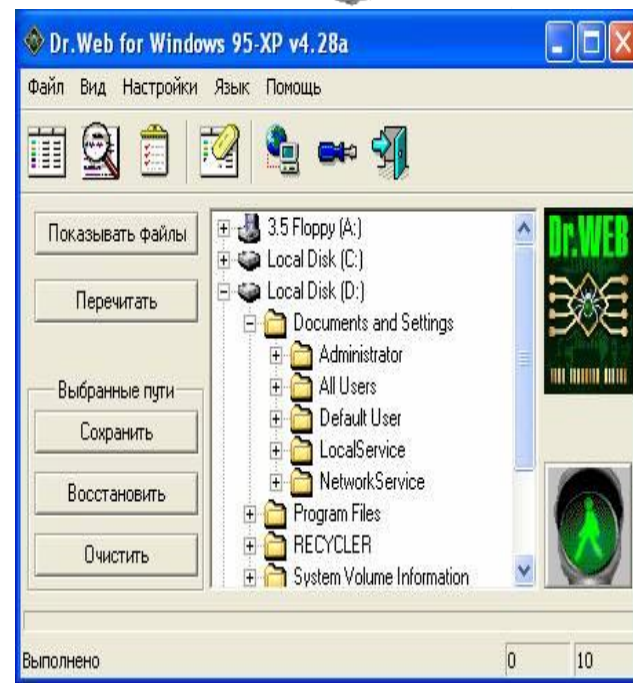 Dr.Web for Windows 95-XP v4.28a
Файл Вид Настройки Язык Помощь
Показывать файлы
Перечитать
Выбранные пути
Сохранить
Восстановить
Очистить
3.5 Floppy (A:)
Local Disk (C:)
Local Disk (D:)
Documents and Settings
Administrator
All Users
Default User
LocalService
NetworkService
Program Files
RECYCLER
System Volume Information
Dr.WEB
Выполнено
0
10